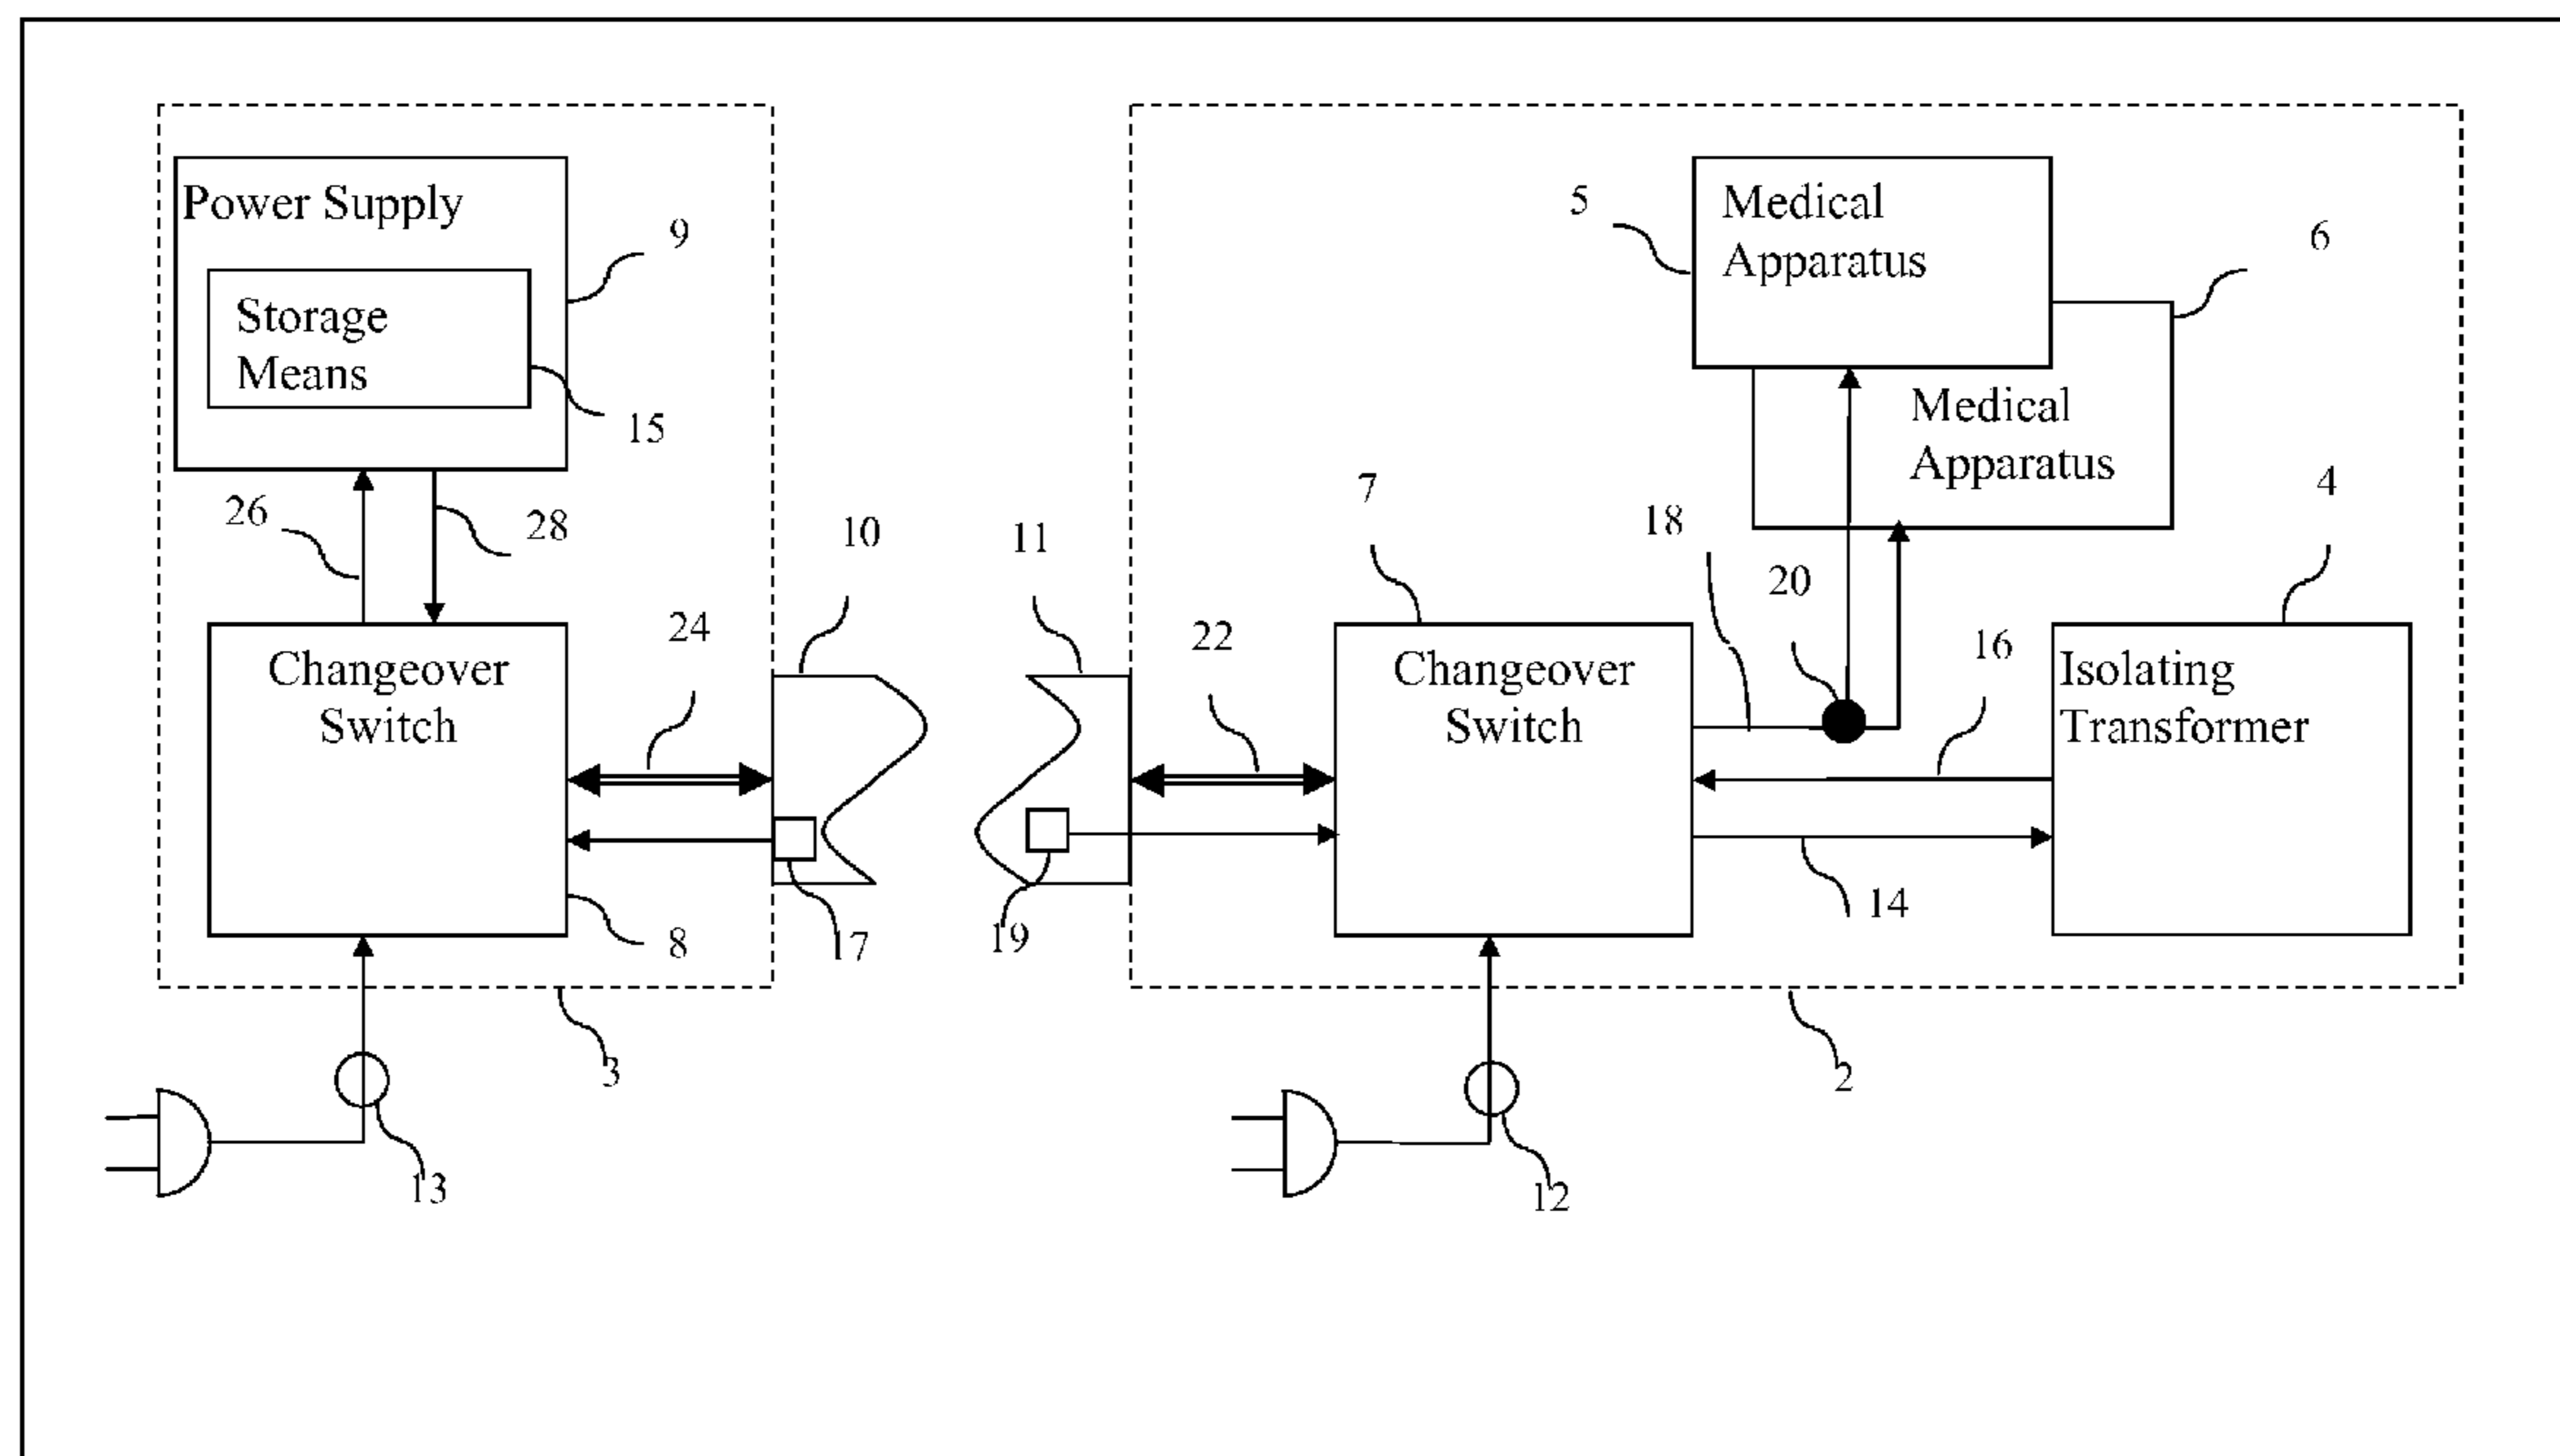 Power Supply
Storage
Means
9
15
26
28
Changeover
Switch
24
10
11
8
17
19
3
13
5
Medical
Apparatus
6
Medical
Apparatus
7
18
20
4
22
Changeover
Switch
16
Isolating
Transformer
14
2
12